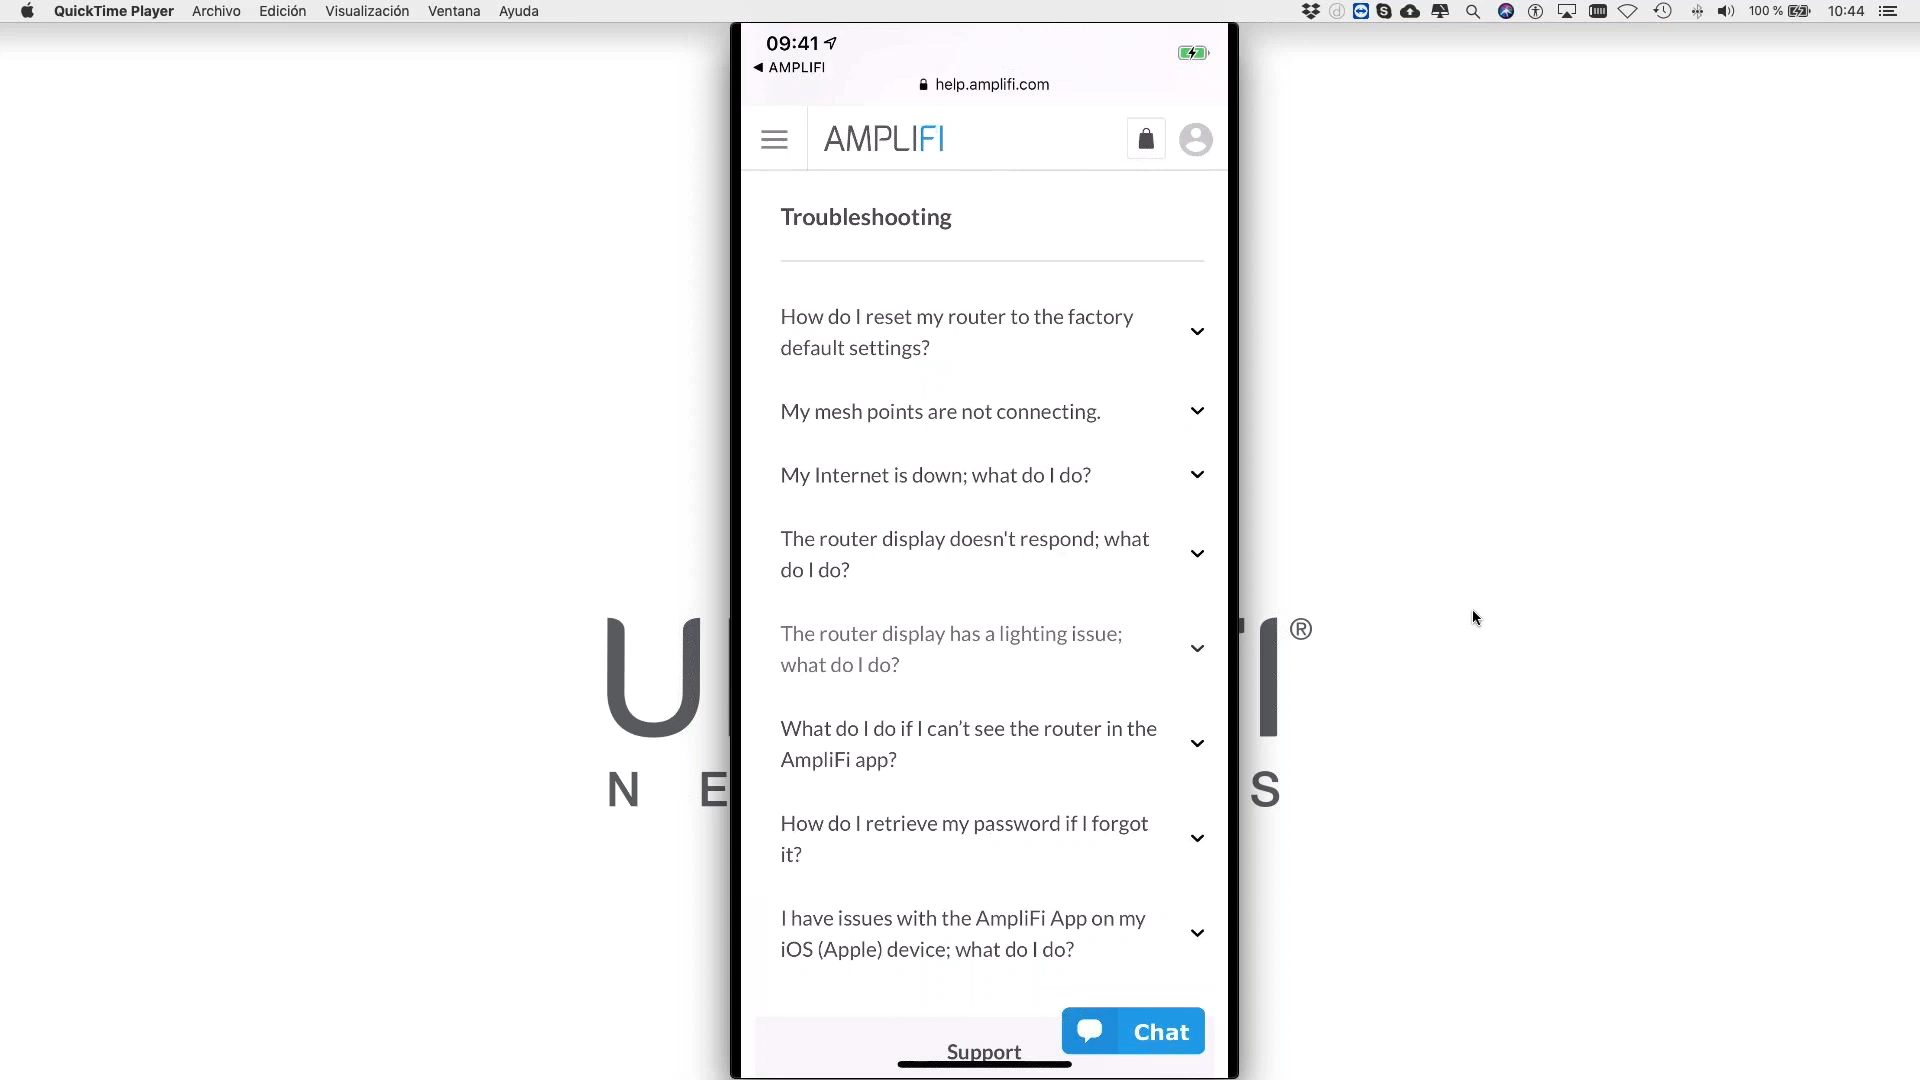 QuickTime Player Archivo Edición Visualización Ventana Ayuda 100 % 10:44
09:41
◀ AMPLIFI
help.amplifi.com
AMPLIFI
Troubleshooting
How do I reset my router to the factory
default settings?
My mesh points are not connecting.
My Internet is down; what do I do?
The router display doesn't respond; what
do I do?
The router display has a lighting issue;
what do I do?
What do I do if I can’t see the router in the
AmpliFi app?
How do I retrieve my password if I forgot
it?
I have issues with the AmpliFi App on my
iOS (Apple) device; what do I do?
Chat
Support